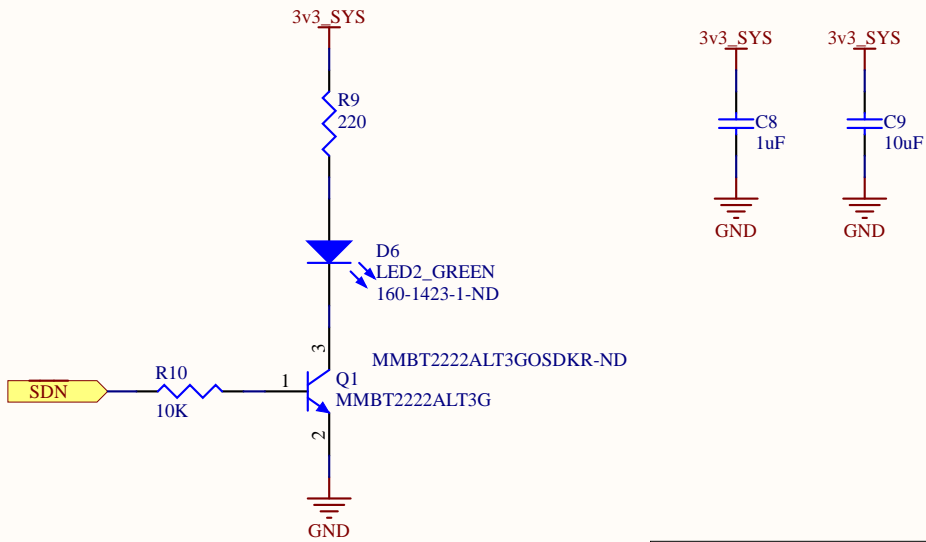 3v3_SYS
R9
220
D6
LED2_GREEN
160-1423-1-ND
3
MMBT2222ALT3GOSDKR-ND
Q1
MMBT2222ALT3G
1
2
R10
10K
SDN
GND
3v3_SYS
C8
1uF
GND
3v3_SYS
C9
10uF
GND